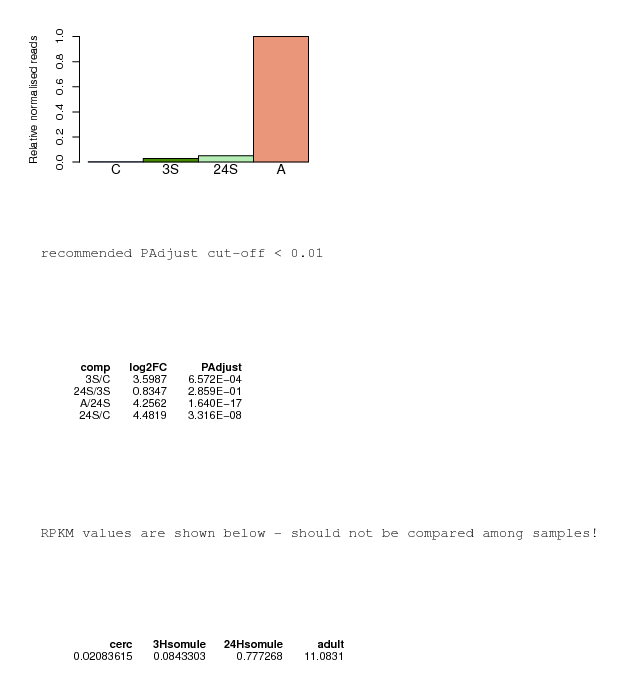 Relative normalised reads
1.0
0.8
0.6
0.4
0.2
0.0
C 3S 24S A
recommended PAdjust cut-off < 0.01
comp log2FC PAdjust
3S/C 3.5987 6.572E-04
24S/3S 0.8347 2.859E-01
A/24S 4.2562 1.640E-17
24S/C 4.4819 3.316E-08
RPKM values are shown below - should not be compared among samples!
cerc 3Hsomule 24Hsomule adult
0.02083615 0.0843303 0.777268 11.0831